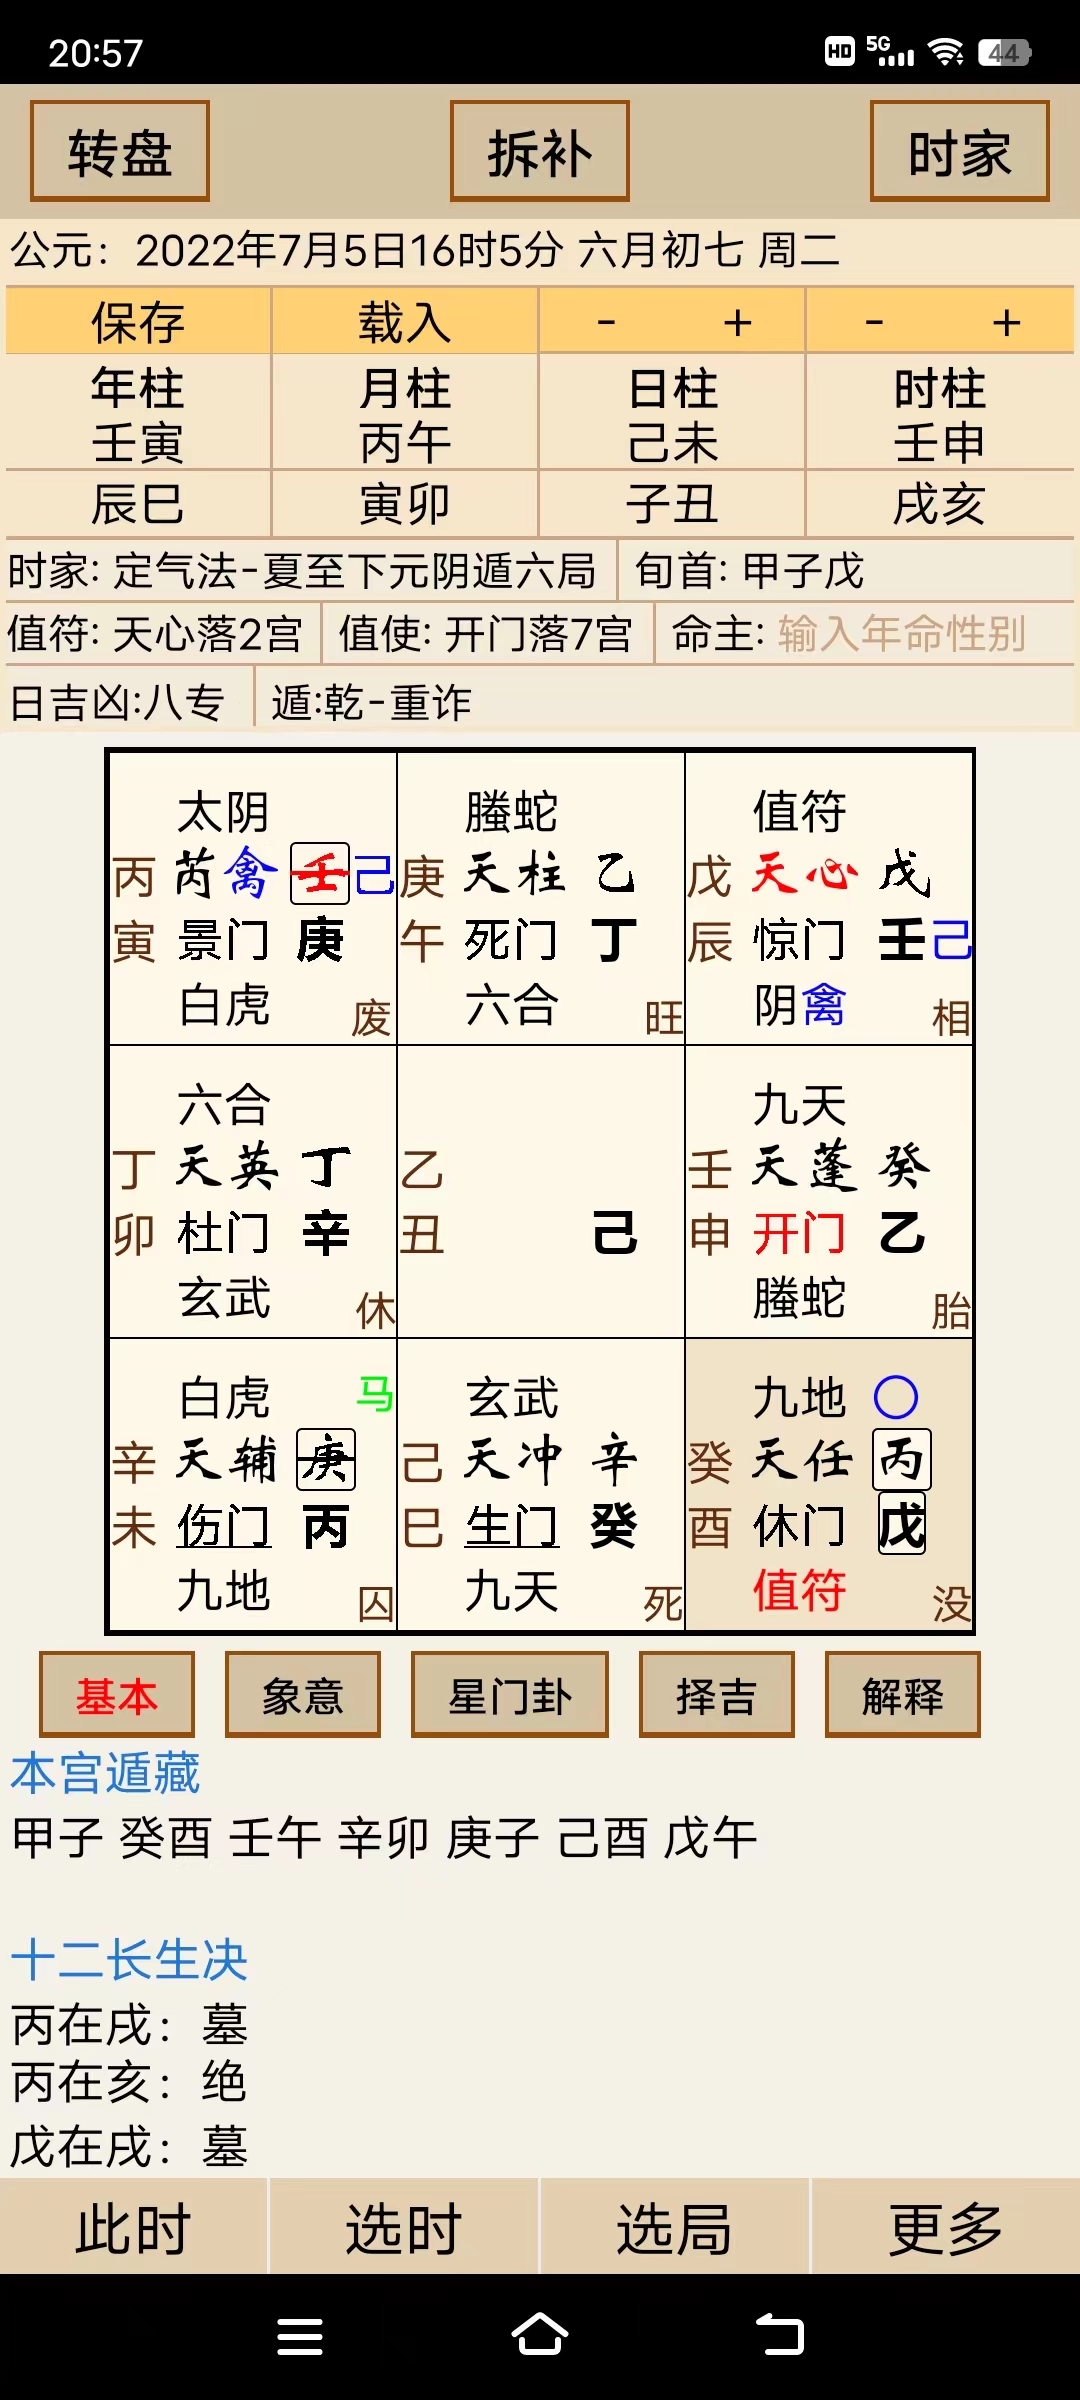 20:57 HD 5G 44
转盘 拆补 时家
公元：2022年7月5日16时5分 六月初七 周二
保存 载入 - + - +
年柱 月柱 日柱 时柱
壬寅 丙午 己未 壬申
辰巳 寅卯 子丑 戌亥
时家: 定气法-夏至下元阴遁六局 旬首: 甲子戊
值符: 天心落2宫 值使: 开门落7宫 命主: 输入年命性别
日吉凶:八专 遁:乾-重诈
太阴 螣蛇 值符
丙 芮禽 壬己 庚 天柱 乙 戊 天心 戊
寅 景门 庚 午 死门 丁 辰 惊门 壬己
白虎 废 六合 旺 阴禽 相
六合 九天
丁 天英 丁 乙 壬 天蓬 癸
卯 杜门 辛 丑 己 申 开门 乙
玄武 休 螣蛇 胎
白虎 马 玄武 九地 〇
辛 天辅 庚 己 天冲 辛 癸 天任 丙
未 伤门 丙 巳 生门 癸 酉 休门 戊
九地 囚 九天 死 值符 没
基本 象意 星门卦 择吉 解释
本宫遁藏
甲子 癸酉 壬午 辛卯 庚子 己酉 戊午
十二长生决
丙在戌：墓
丙在亥：绝
戊在戌：墓
此时 选时 选局 更多